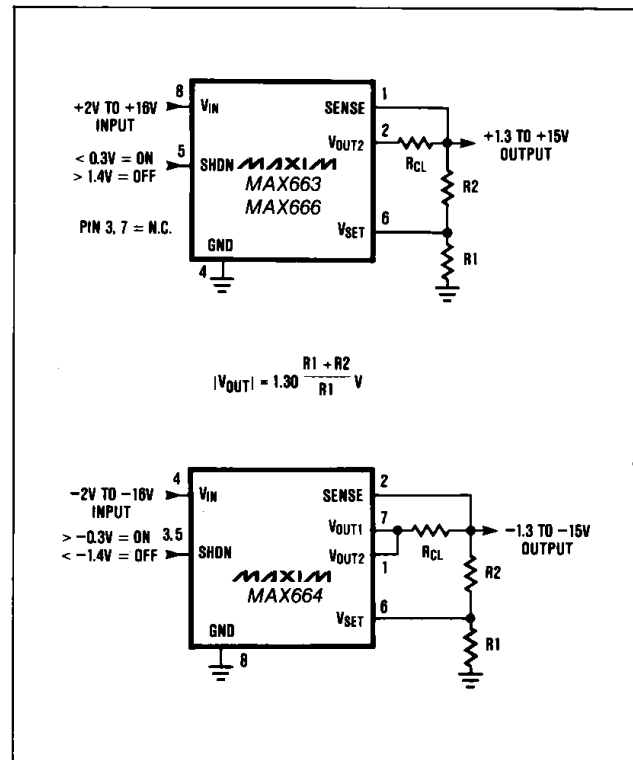 8
+2V TO +16V
INPUT
VIN
SENSE
1
VOUT2
2
RCL
+1.3 TO +15V
OUTPUT
< 0.3V = ON
> 1.4V = OFF
5
SHDN
MAXIM
MAX663
MAX666
R2
PIN 3, 7 = N.C.
VSET
6
GND
4
R1
|VOUT| = 1.30 R1 + R2 / R1 V
4
−2V TO −16V
INPUT
VIN
SENSE
2
> −0.3V = ON
< −1.4V = OFF
3,5
SHDN
VOUT1
7
VOUT2
1
RCL
−1.3 TO −15V
OUTPUT
MAXIM
MAX664
R2
VSET
6
GND
8
R1